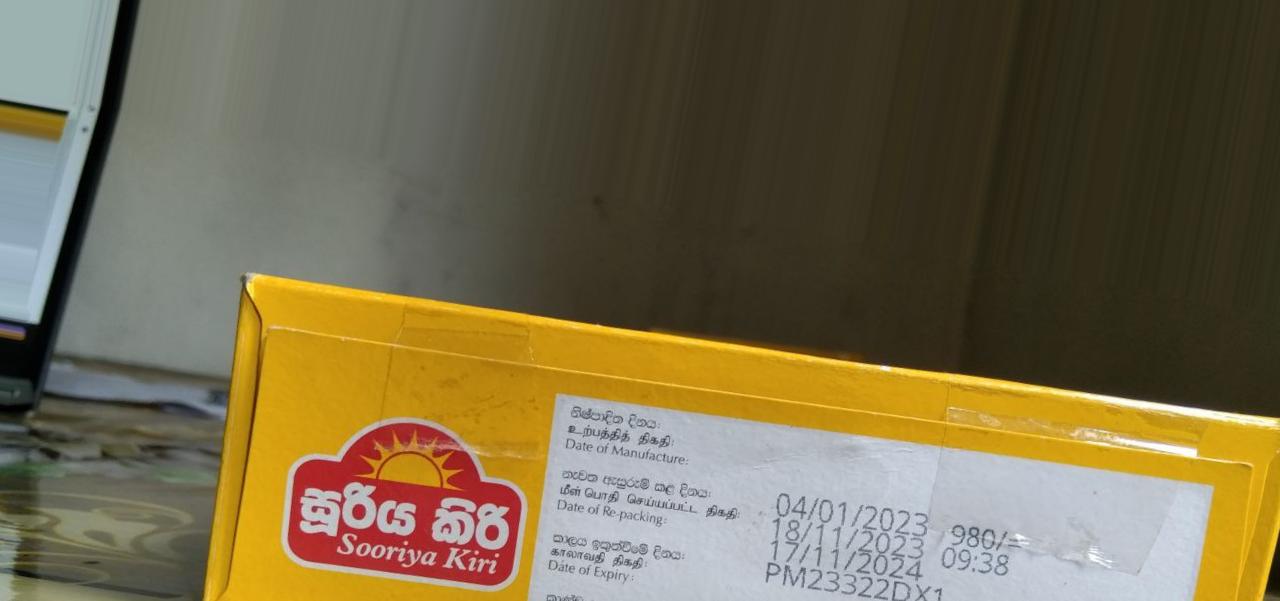 සූරිය කිරි
Sooriya Kiri
නිෂ්පාදිත දිනය:
உற்பத்தித் திகதி:
Date of Manufacture:
නැවත ඇසුරුම් කළ දිනය:
மீள் பொதி செய்யப்பட்ட திகதி:
Date of Re-packing:
කාලය ඉකුත්වීමේ දිනය:
காலாவதி திகதி:
Date of Expiry:
04/01/2023 980/=
18/11/2023 09:38
17/11/2024
PM23322DX1